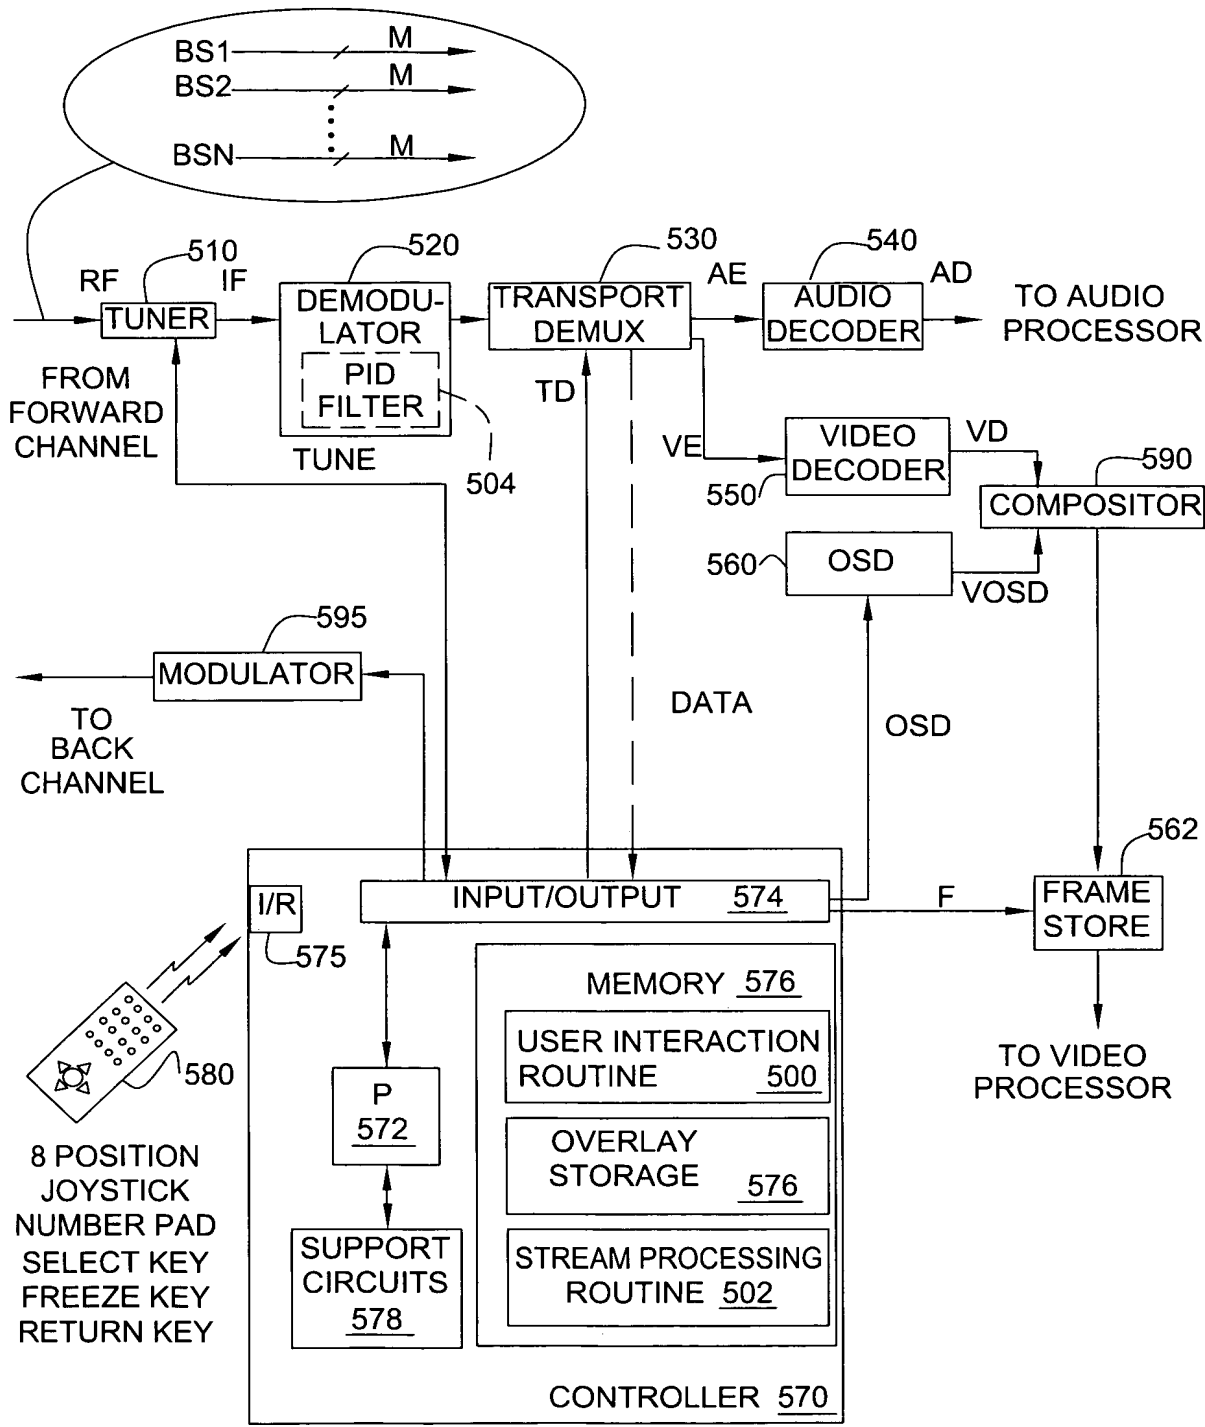 BS1 M
BS2 M
BSN M
510
520
530
540
RF
IF
AE
AD
TUNER
DEMODU-
LATOR
PID
FILTER
TRANSPORT
DEMUX
AUDIO
DECODER
TO AUDIO
PROCESSOR
FROM
FORWARD
CHANNEL
TUNE
504
TD
VE
VIDEO
DECODER
550
VD
590
COMPOSITOR
560
OSD
VOSD
595
MODULATOR
TO
BACK
CHANNEL
DATA
OSD
562
I/R
575
INPUT/OUTPUT 574
F
FRAME
STORE
MEMORY 576
USER INTERACTION
ROUTINE 500
TO VIDEO
PROCESSOR
580
P
572
OVERLAY
STORAGE
576
8 POSITION
JOYSTICK
NUMBER PAD
SELECT KEY
FREEZE KEY
RETURN KEY
SUPPORT
CIRCUITS
578
STREAM PROCESSING
ROUTINE 502
CONTROLLER 570